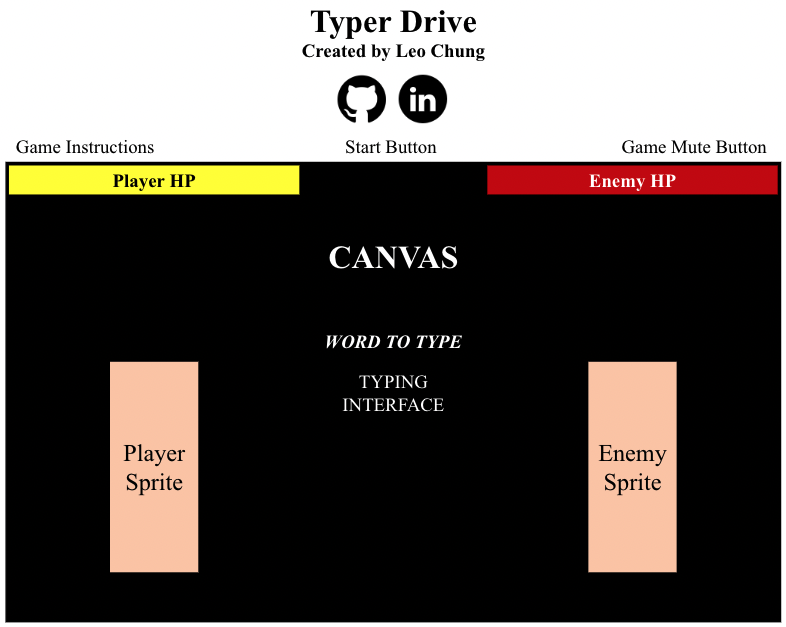 Typer Drive
Created by Leo Chung
in
Game Instructions
Start Button
Game Mute Button
Player HP
Enemy HP
CANVAS
WORD TO TYPE
TYPING
INTERFACE
Player
Sprite
Enemy
Sprite